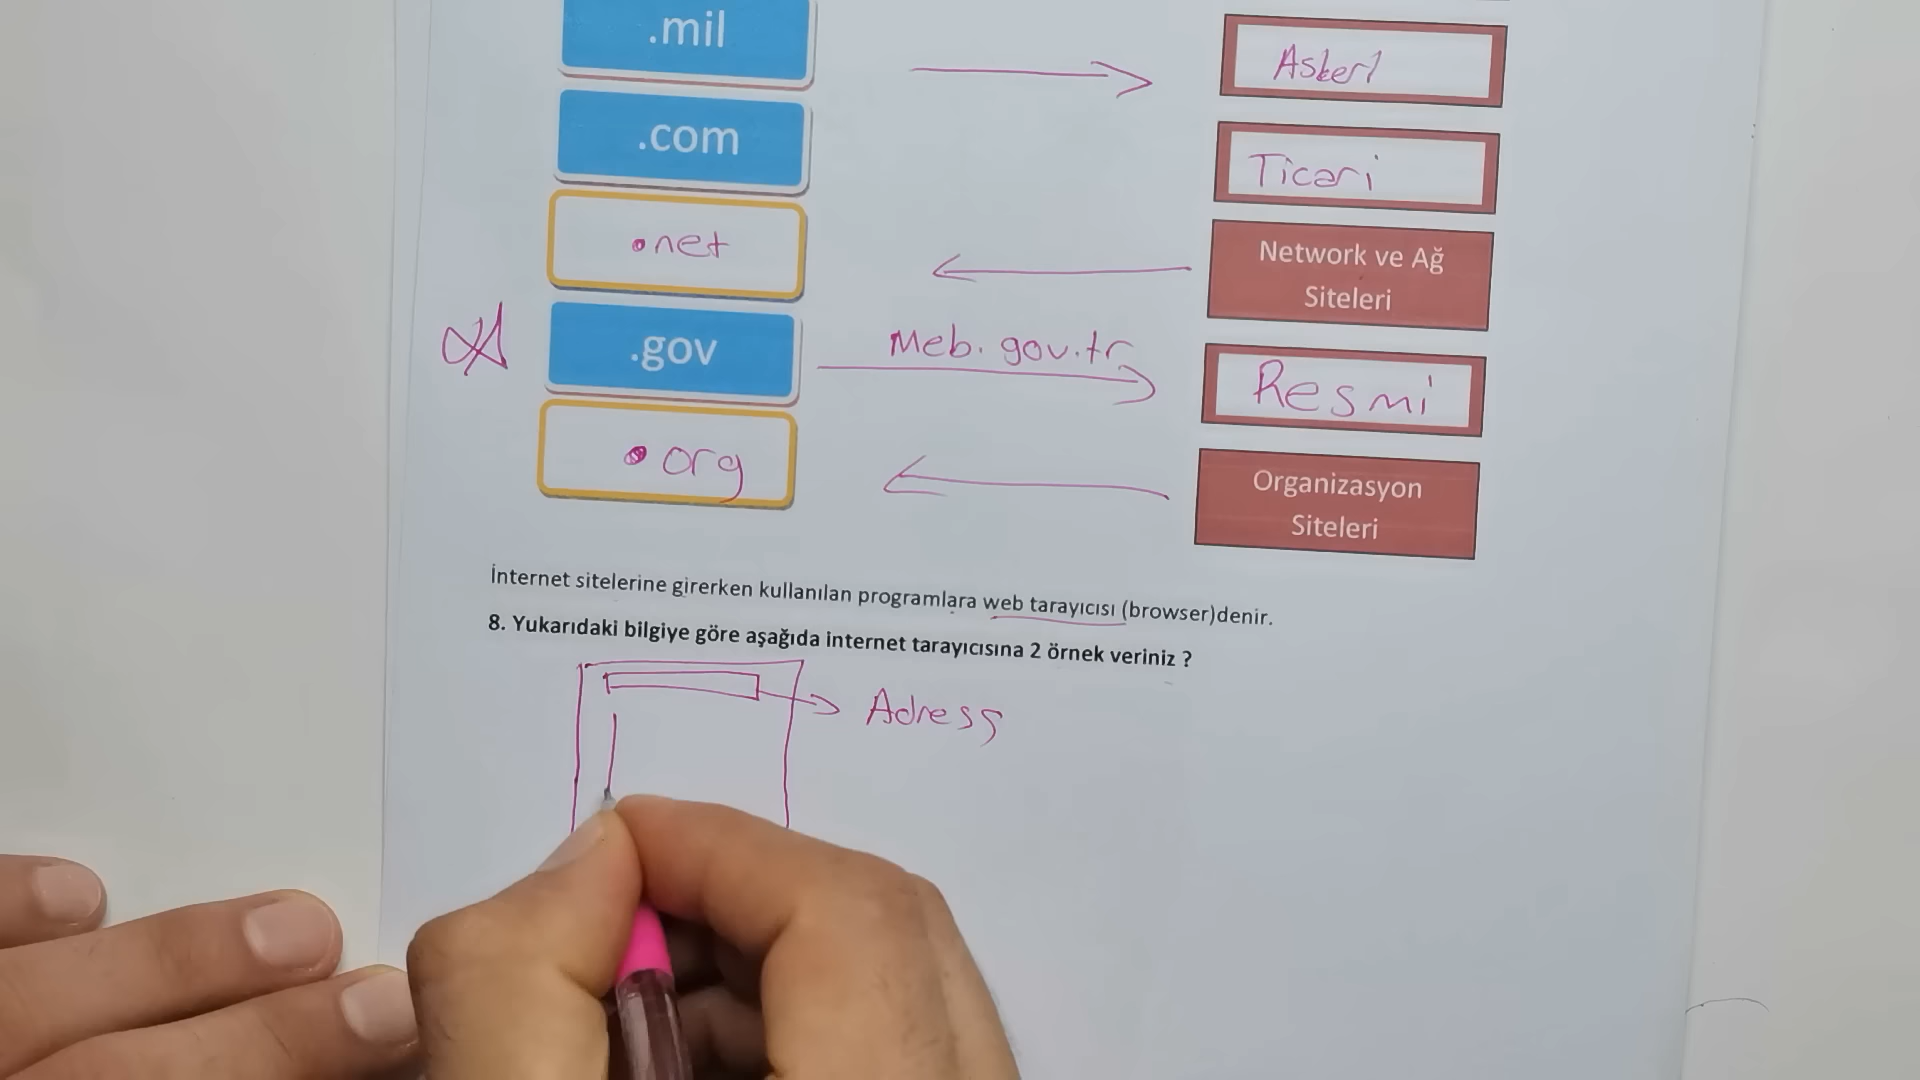 .mil
Askeri
.com
Ticari
.net
Network ve Ağ
Siteleri
.gov
Meb.gov.tr
Resmi
.org
Organizasyon
Siteleri
İnternet sitelerine girerken kullanılan programlara web tarayıcısı (browser)denir.
8. Yukarıdaki bilgiye göre aşağıda internet tarayıcısına 2 örnek veriniz ?
Adress